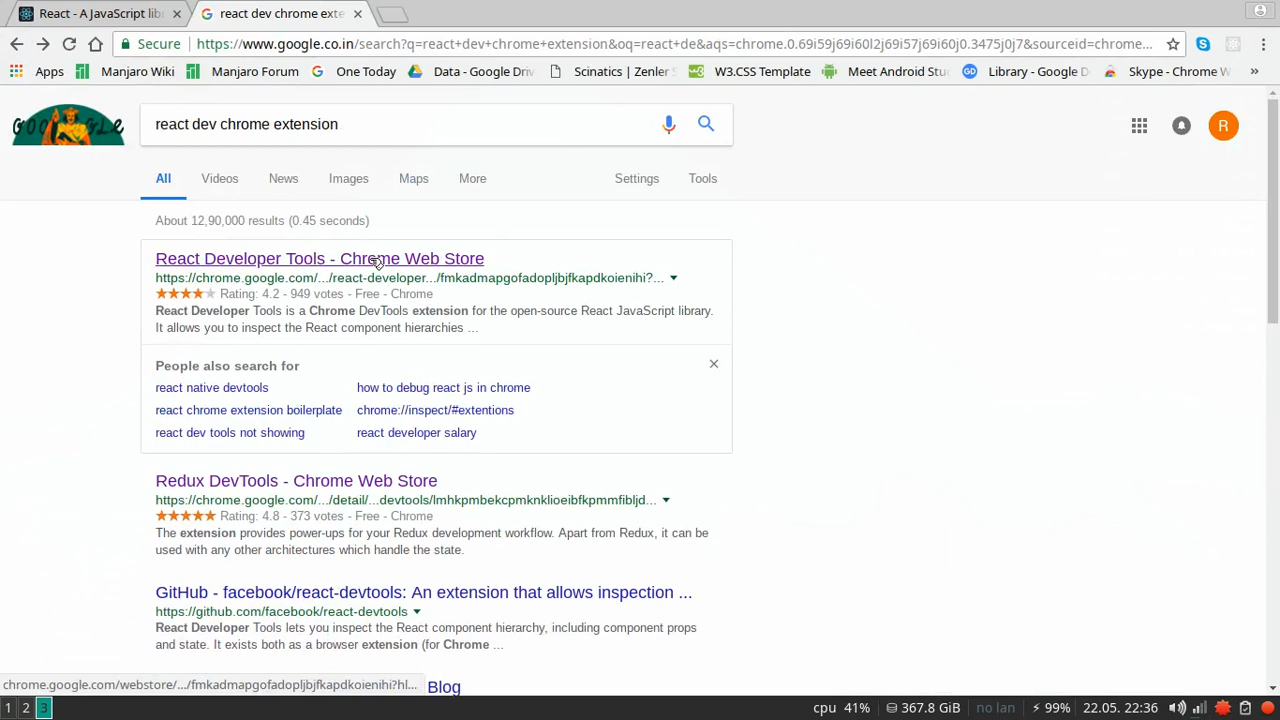 React - A JavaScript lib
react dev chrome exte
Secure https://www.google.co.in/search?q=react+dev+chrome+extension&oq=react+de&aqs=chrome.0.69i59j69i60l2j69i57j69i60j0.3475j0j7&sourceid=chrome...
Apps Manjaro Wiki Manjaro Forum One Today Data - Google Driv Scinatics | Zenler S W3.CSS Template Meet Android Stu Library - Google D Skype - Chrome W »
react dev chrome extension
R
All Videos News Images Maps More Settings Tools
About 12,90,000 results (0.45 seconds)
React Developer Tools - Chrome Web Store
https://chrome.google.com/.../react-developer.../fmkadmapgofadopljbjfkapdkoienihi?...
Rating: 4.2 - 949 votes - Free - Chrome
React Developer Tools is a Chrome DevTools extension for the open-source React JavaScript library.
It allows you to inspect the React component hierarchies ...
People also search for
react native devtools how to debug react js in chrome
react chrome extension boilerplate chrome://inspect/#extentions
react dev tools not showing react developer salary
Redux DevTools - Chrome Web Store
https://chrome.google.com/.../detail/...devtools/lmhkpmbekcpmknklioeibfkpmmfibljd...
Rating: 4.8 - 373 votes - Free - Chrome
The extension provides power-ups for your Redux development workflow. Apart from Redux, it can be
used with any other architectures which handle the state.
GitHub - facebook/react-devtools: An extension that allows inspection ...
https://github.com/facebook/react-devtools
React Developer Tools lets you inspect the React component hierarchy, including component props
and state. It exists both as a browser extension (for Chrome ...
chrome.google.com/webstore/.../fmkadmapgofadopljbjfkapdkoienihi?hl... Blog
1 2 3 cpu 41% 367.8 GiB no lan 99% 22.05. 22:36